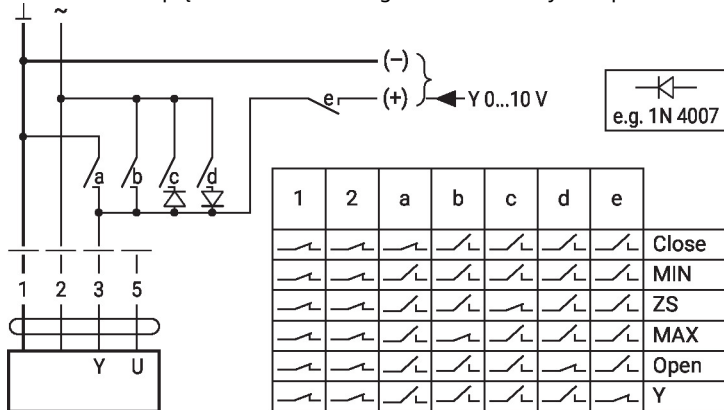 ⊥ ~
(–)
(+)
Y 0...10 V
e
e.g. 1N 4007
a b c d
1 2 a b c d e
Close
MIN
ZS
MAX
Open
Y
1 2 3 5
Y U